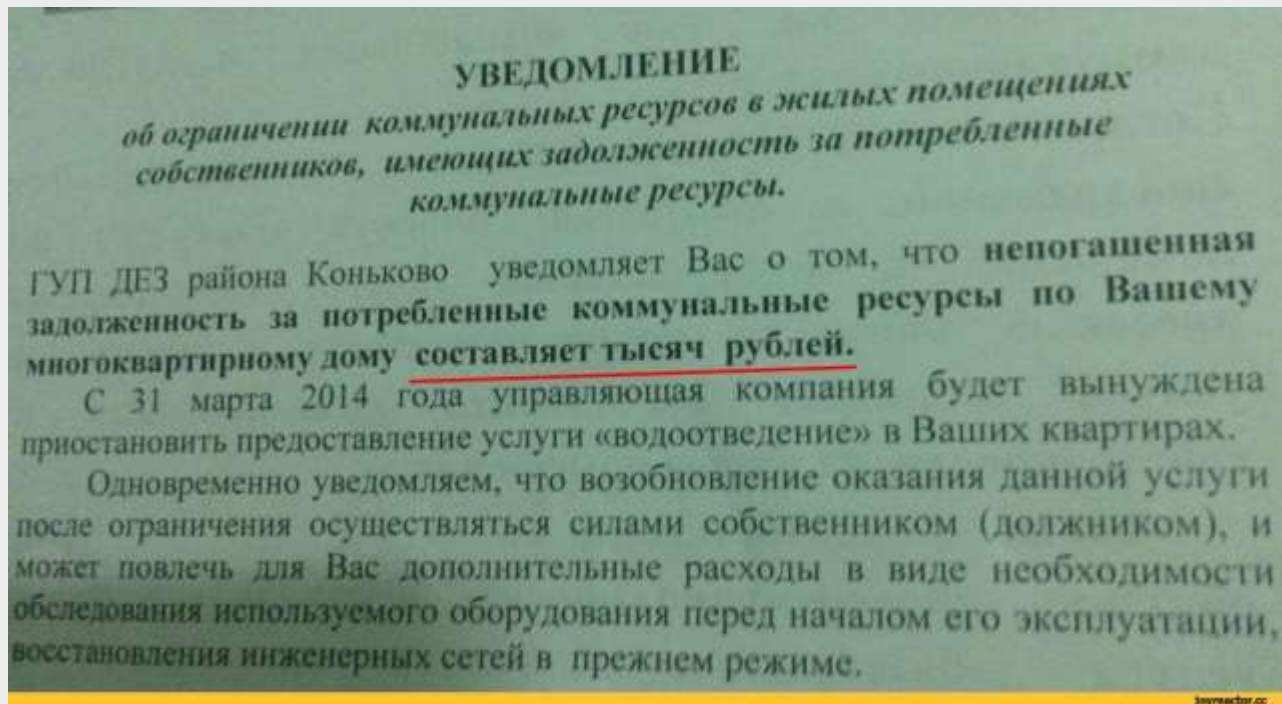 УВЕДОМЛЕНИЕ
об ограничении коммунальных ресурсов в жилых помещениях
собственников, имеющих задолженность за потребленные
коммунальные ресурсы.
ГУП ДЕЗ района Коньково уведомляет Вас о том, что непогашенная
задолженность за потребленные коммунальные ресурсы по Вашему
многоквартирному дому составляет тысяч рублей.
С 31 марта 2014 года управляющая компания будет вынуждена
приостановить предоставление услуги «водоотведение» в Ваших квартирах.
Одновременно уведомляем, что возобновление оказания данной услуги
после ограничения осуществляться силами собственником (должником), и
может повлечь для Вас дополнительные расходы в виде необходимости
обследования используемого оборудования перед началом его эксплуатации,
восстановления инженерных сетей в прежнем режиме.
joyreactor.cc